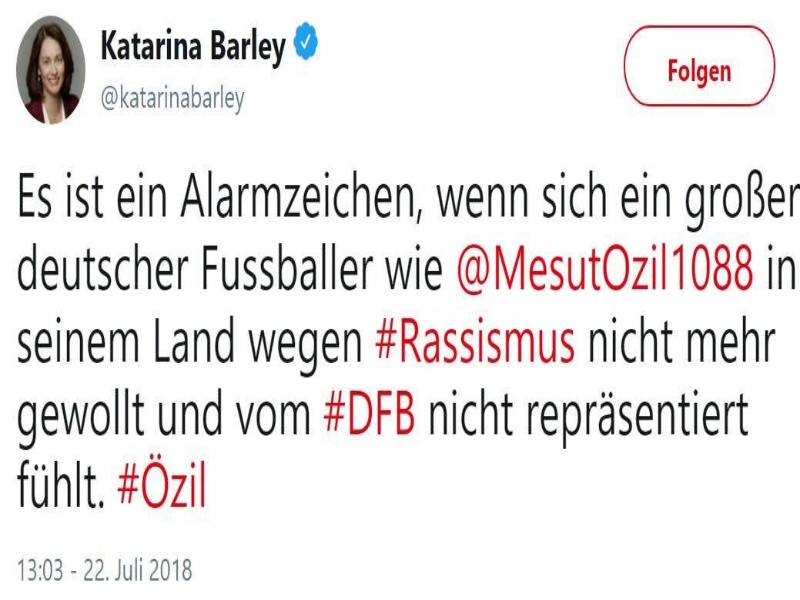 Katarina Barley
@katarinabarley
Folgen
Es ist ein Alarmzeichen, wenn sich ein großer
deutscher Fussballer wie @MesutOzil1088 in
seinem Land wegen #Rassismus nicht mehr
gewollt und vom #DFB nicht repräsentiert
fühlt. #Özil
13:03 - 22. Juli 2018